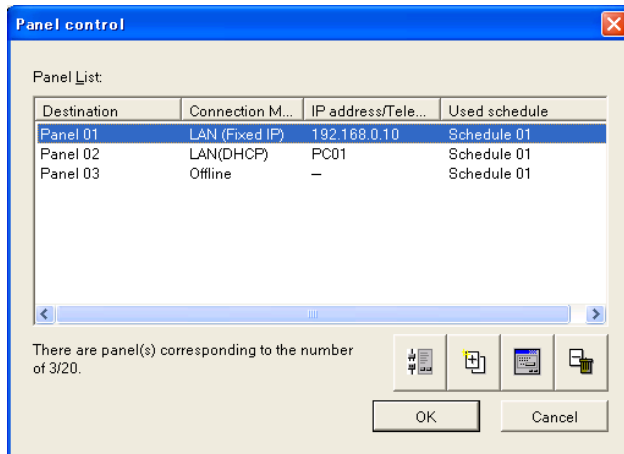 Panel control
Panel List:
Destination Connection M... IP address/Tele... Used schedule
Panel 01 LAN (Fixed IP) 192.168.0.10 Schedule 01
Panel 02 LAN(DHCP) PC01 Schedule 01
Panel 03 Offline — Schedule 01
There are panel(s) corresponding to the number
of 3/20.
OK Cancel